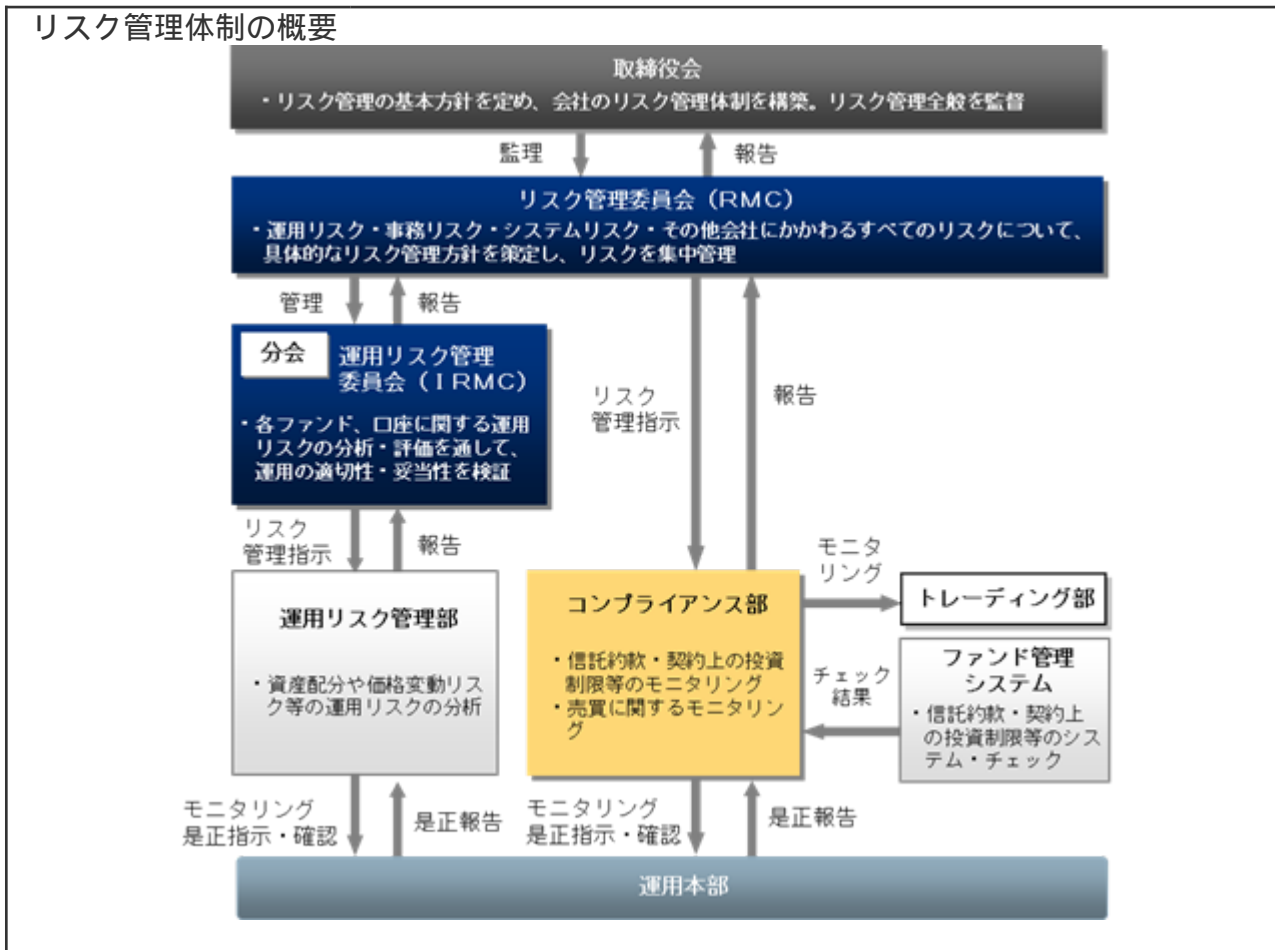 リスク管理体制の概要
取締役会
・リスク管理の基本方針を定め、会社のリスク管理体制を構築。リスク管理全般を監督
監理
報告
リスク管理委員会（RMC）
・運用リスク・事務リスク・システムリスク・その他会社にかかわるすべてのリスクについて、
具体的なリスク管理方針を策定し、リスクを集中管理
管理
報告
分会
運用リスク管理
委員会（IRMC）
・各ファンド、口座に関する運用
リスクの分析・評価を通して、
運用の適切性・妥当性を検証
リスク
管理指示
報告
リスク
管理指示
報告
運用リスク管理部
・資産配分や価格変動リス
ク等の運用リスクの分析
コンプライアンス部
・信託約款・契約上の投資
制限等のモニタリング
・売買に関するモニタリン
グ
モニタ
リング
トレーディング部
チェック
結果
ファンド管理
システム
・信託約款・契約上
の投資制限等のシス
テム・チェック
モニタリング
是正指示・確認
是正報告
モニタリング
是正指示・確認
是正報告
運用本部